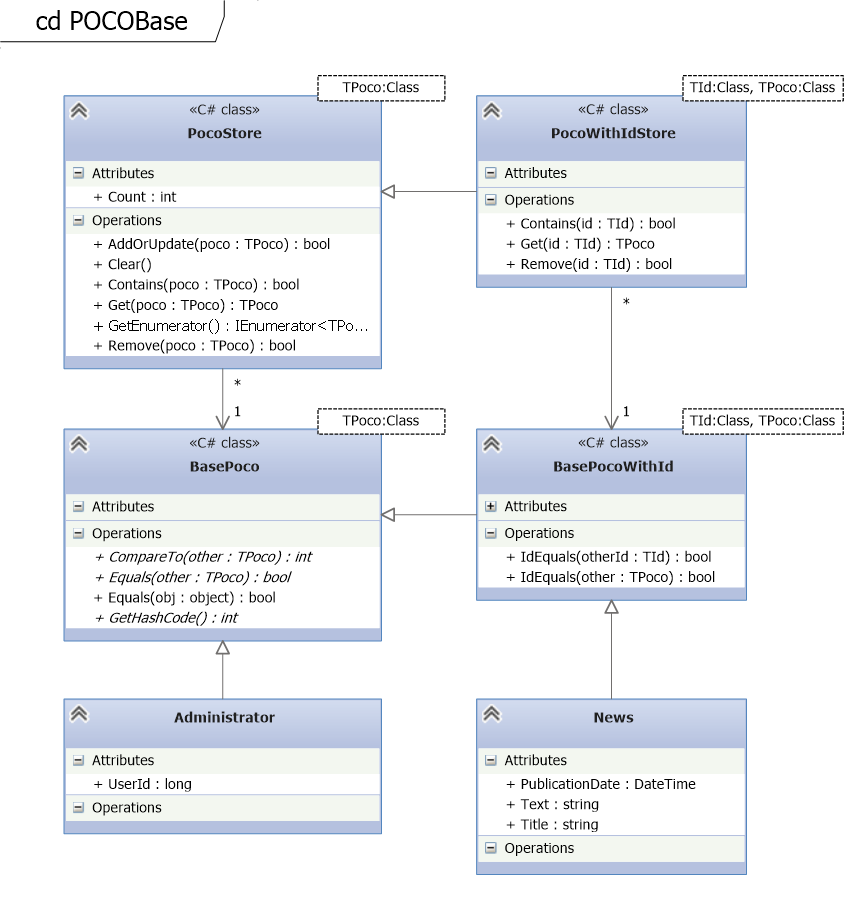 cd POCOBase
TPoco:Class
«C# class»
PocoStore
Attributes
+ Count : int
Operations
+ AddOrUpdate(poco : TPoco) : bool
+ Clear()
+ Contains(poco : TPoco) : bool
+ Get(poco : TPoco) : TPoco
+ GetEnumerator() : IEnumerator<TPo...
+ Remove(poco : TPoco) : bool
TId:Class, TPoco:Class
«C# class»
PocoWithIdStore
Attributes
Operations
+ Contains(id : TId) : bool
+ Get(id : TId) : TPoco
+ Remove(id : TId) : bool
*
1
*
1
TPoco:Class
«C# class»
BasePoco
Attributes
Operations
+ CompareTo(other : TPoco) : int
+ Equals(other : TPoco) : bool
+ Equals(obj : object) : bool
+ GetHashCode() : int
TId:Class, TPoco:Class
«C# class»
BasePocoWithId
Attributes
Operations
+ IdEquals(otherId : TId) : bool
+ IdEquals(other : TPoco) : bool
Administrator
Attributes
+ UserId : long
Operations
News
Attributes
+ PublicationDate : DateTime
+ Text : string
+ Title : string
Operations